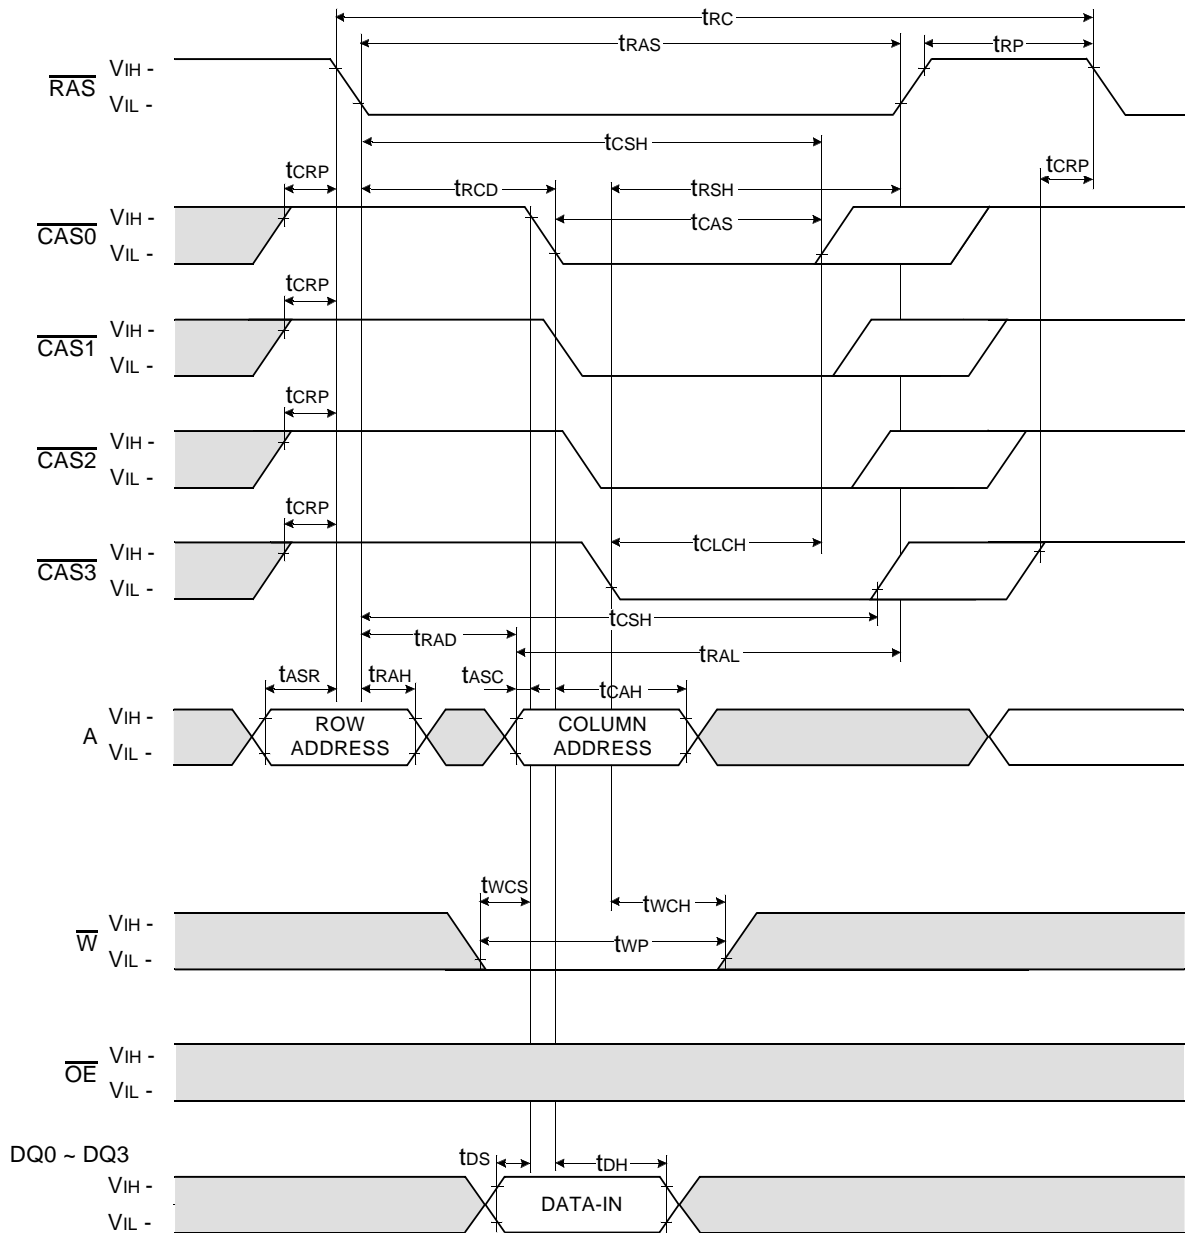 tRC
tRAS
tRP
RAS
VIH -
VIL -
tCSH
tCRP
tRCD
tRSH
tCRP
CAS0
VIH -
VIL -
tCAS
tCRP
CAS1
VIH -
VIL -
tCRP
CAS2
VIH -
VIL -
tCRP
CAS3
VIH -
VIL -
tCLCH
tCSH
tRAD
tRAL
tASR
tRAH
tASC
tCAH
A
VIH -
VIL -
ROW
ADDRESS
COLUMN
ADDRESS
tWCS
tWCH
W
VIH -
VIL -
tWP
OE
VIH -
VIL -
DQ0 ~ DQ3
tDS
tDH
VIH -
VIL -
DATA-IN